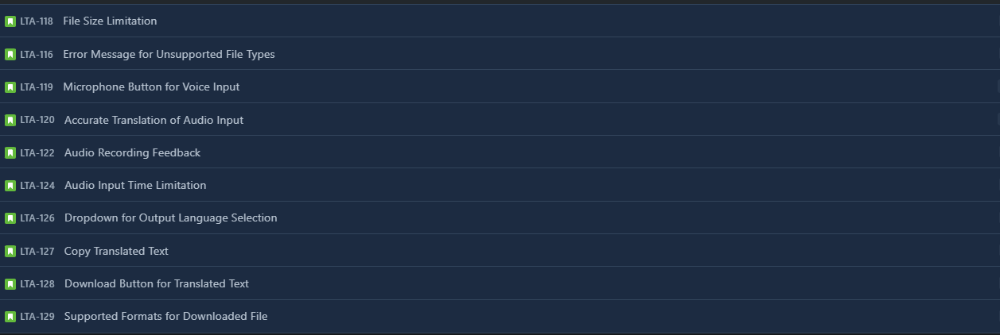 LTA-118 File Size Limitation
LTA-116 Error Message for Unsupported File Types
LTA-119 Microphone Button for Voice Input
LTA-120 Accurate Translation of Audio Input
LTA-122 Audio Recording Feedback
LTA-124 Audio Input Time Limitation
LTA-126 Dropdown for Output Language Selection
LTA-127 Copy Translated Text
LTA-128 Download Button for Translated Text
LTA-129 Supported Formats for Downloaded File